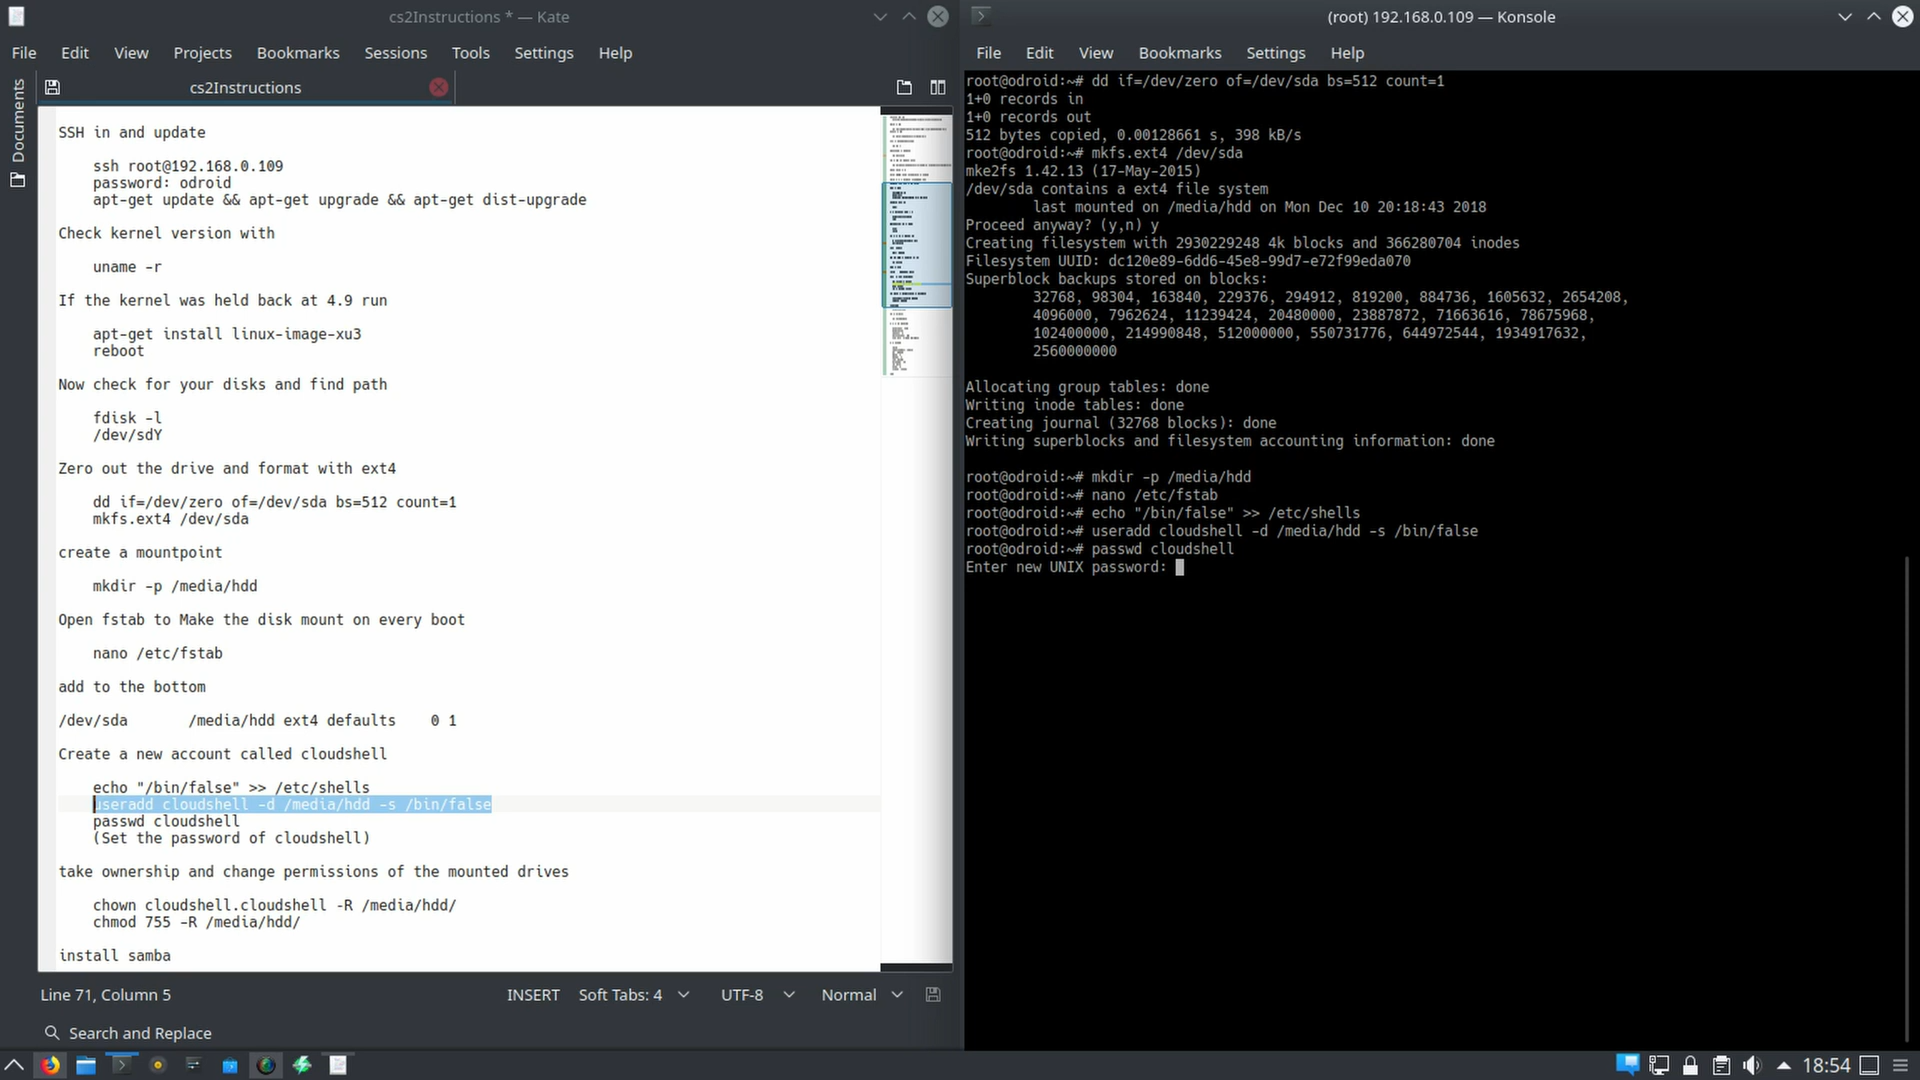 cs2Instructions * — Kate
File Edit View Projects Bookmarks Sessions Tools Settings Help
Documents
cs2Instructions
SSH in and update
ssh root@192.168.0.109
password: odroid
apt-get update && apt-get upgrade && apt-get dist-upgrade
Check kernel version with
uname -r
If the kernel was held back at 4.9 run
apt-get install linux-image-xu3
reboot
Now check for your disks and find path
fdisk -l
/dev/sdY
Zero out the drive and format with ext4
dd if=/dev/zero of=/dev/sda bs=512 count=1
mkfs.ext4 /dev/sda
create a mountpoint
mkdir -p /media/hdd
Open fstab to Make the disk mount on every boot
nano /etc/fstab
add to the bottom
/dev/sda /media/hdd ext4 defaults 0 1
Create a new account called cloudshell
echo "/bin/false" >> /etc/shells
useradd cloudshell -d /media/hdd -s /bin/false
passwd cloudshell
(Set the password of cloudshell)
take ownership and change permissions of the mounted drives
chown cloudshell.cloudshell -R /media/hdd/
chmod 755 -R /media/hdd/
install samba
Line 71, Column 5 INSERT Soft Tabs: 4 UTF-8 Normal
Search and Replace
(root) 192.168.0.109 — Konsole
File Edit View Bookmarks Settings Help
root@odroid:~# dd if=/dev/zero of=/dev/sda bs=512 count=1
1+0 records in
1+0 records out
512 bytes copied, 0.00128661 s, 398 kB/s
root@odroid:~# mkfs.ext4 /dev/sda
mke2fs 1.42.13 (17-May-2015)
/dev/sda contains a ext4 file system
last mounted on /media/hdd on Mon Dec 10 20:18:43 2018
Proceed anyway? (y,n) y
Creating filesystem with 2930229248 4k blocks and 366280704 inodes
Filesystem UUID: dc120e89-6dd6-45e8-99d7-e72f99eda070
Superblock backups stored on blocks:
32768, 98304, 163840, 229376, 294912, 819200, 884736, 1605632, 2654208,
4096000, 7962624, 11239424, 20480000, 23887872, 71663616, 78675968,
102400000, 214990848, 512000000, 550731776, 644972544, 1934917632,
2560000000
Allocating group tables: done
Writing inode tables: done
Creating journal (32768 blocks): done
Writing superblocks and filesystem accounting information: done
root@odroid:~# mkdir -p /media/hdd
root@odroid:~# nano /etc/fstab
root@odroid:~# echo "/bin/false" >> /etc/shells
root@odroid:~# useradd cloudshell -d /media/hdd -s /bin/false
root@odroid:~# passwd cloudshell
Enter new UNIX password:
18:54